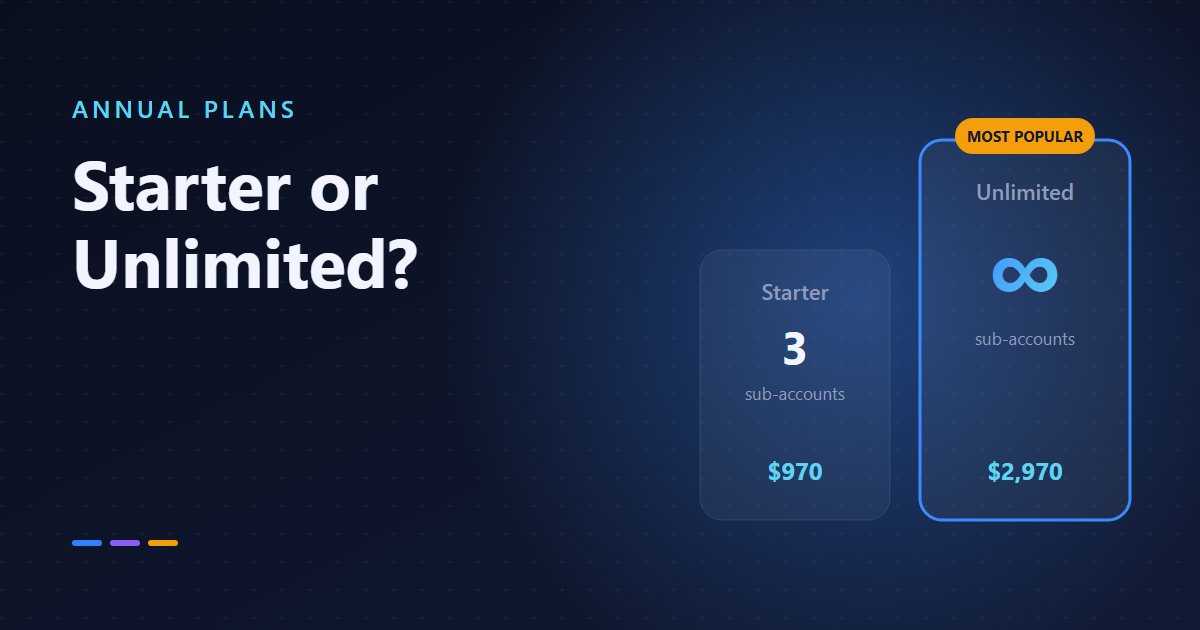 ANNUAL PLANS
Starter or
Unlimited?
Starter
3
sub-accounts
$970
MOST POPULAR
Unlimited
∞
sub-accounts
$2,970